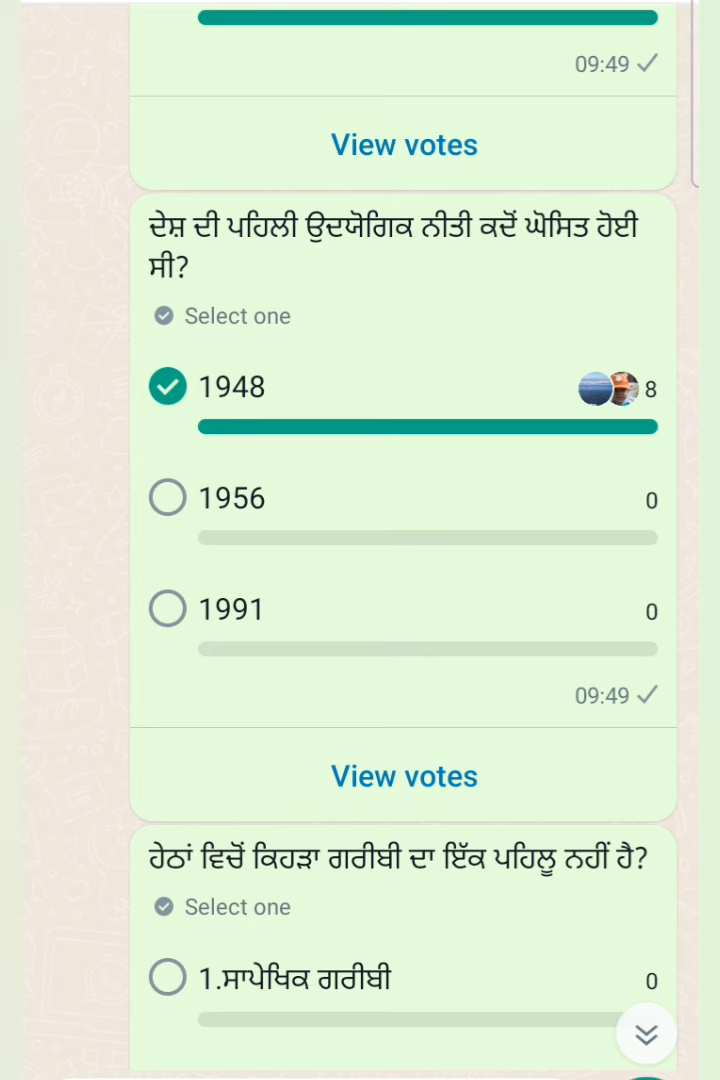 09:49
View votes
ਦੇਸ਼ ਦੀ ਪਹਿਲੀ ਉਦਯੋਗਿਕ ਨੀਤੀ ਕਦੋਂ ਘੋਸਿਤ ਹੋਈ
ਸੀ?
Select one
1948 8
1956 0
1991 0
09:49
View votes
ਹੇਠਾਂ ਵਿਚੋਂ ਕਿਹੜਾ ਗਰੀਬੀ ਦਾ ਇੱਕ ਪਹਿਲੂ ਨਹੀਂ ਹੈ?
Select one
1.ਸਾਪੇਖਿਕ ਗਰੀਬੀ 0